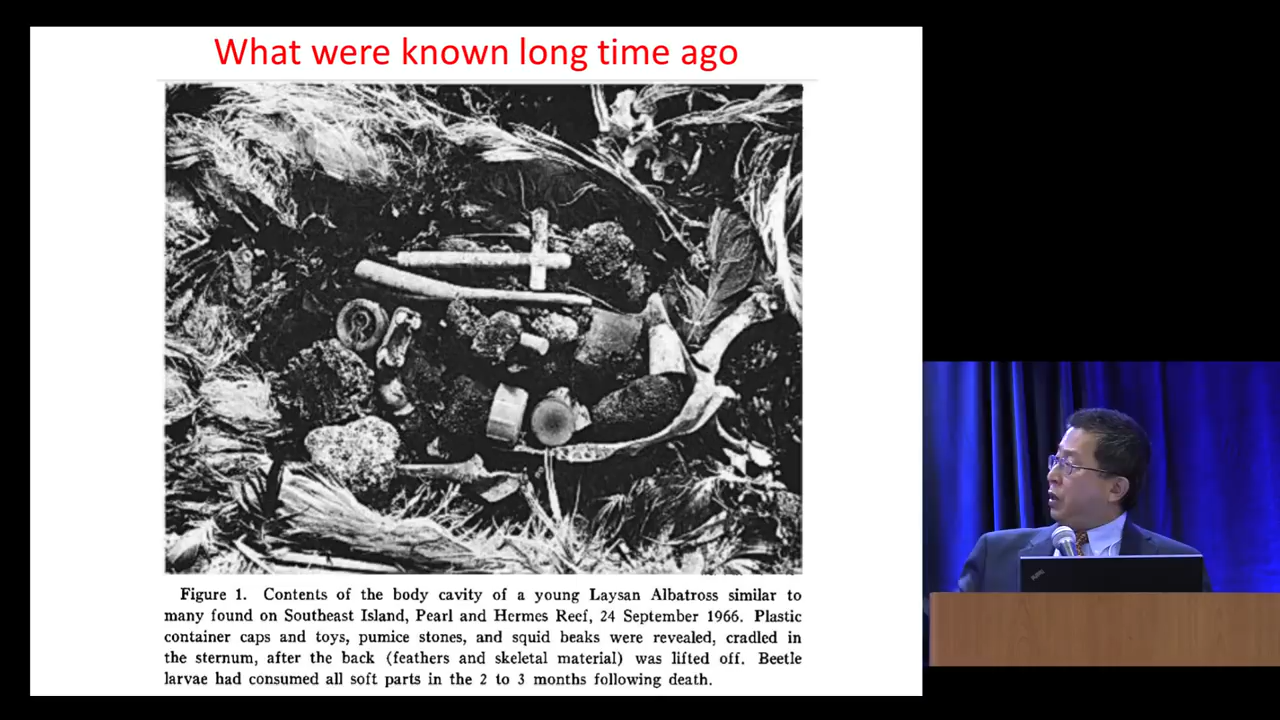 What were known long time ago
Figure 1. Contents of the body cavity of a young Laysan Albatross similar to
many found on Southeast Island, Pearl and Hermes Reef, 24 September 1966. Plastic
container caps and toys, pumice stones, and squid beaks were revealed, cradled in
the sternum, after the back (feathers and skeletal material) was lifted off. Beetle
larvae had consumed all soft parts in the 2 to 3 months following death.